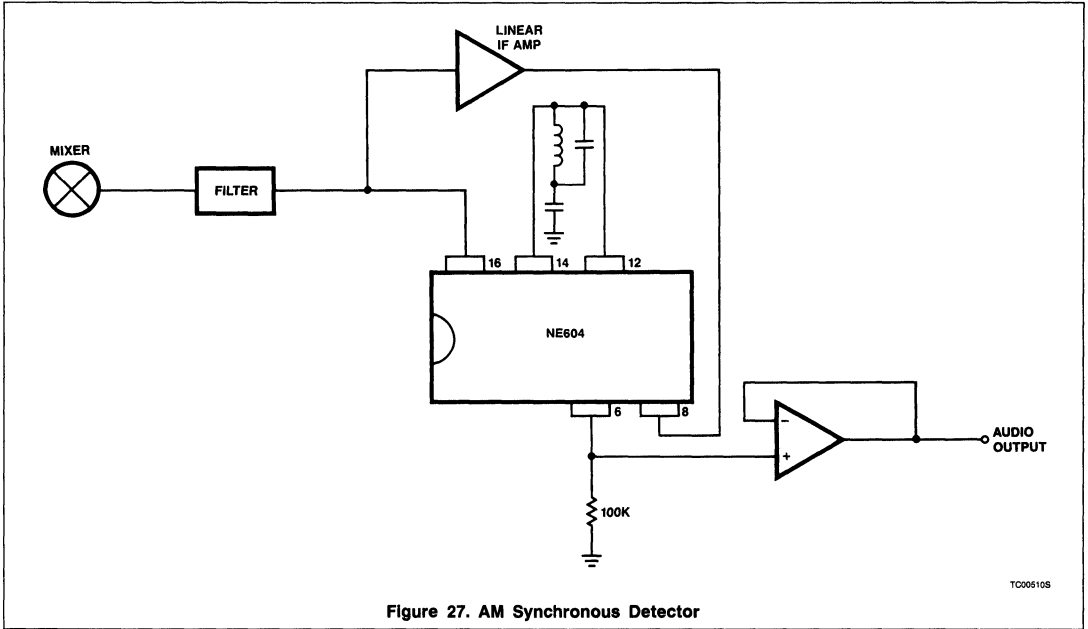 LINEAR
IF AMP
MIXER
FILTER
16
14
12
NE604
6
8
−
+
AUDIO
OUTPUT
100K
TC00510S
Figure 27. AM Synchronous Detector